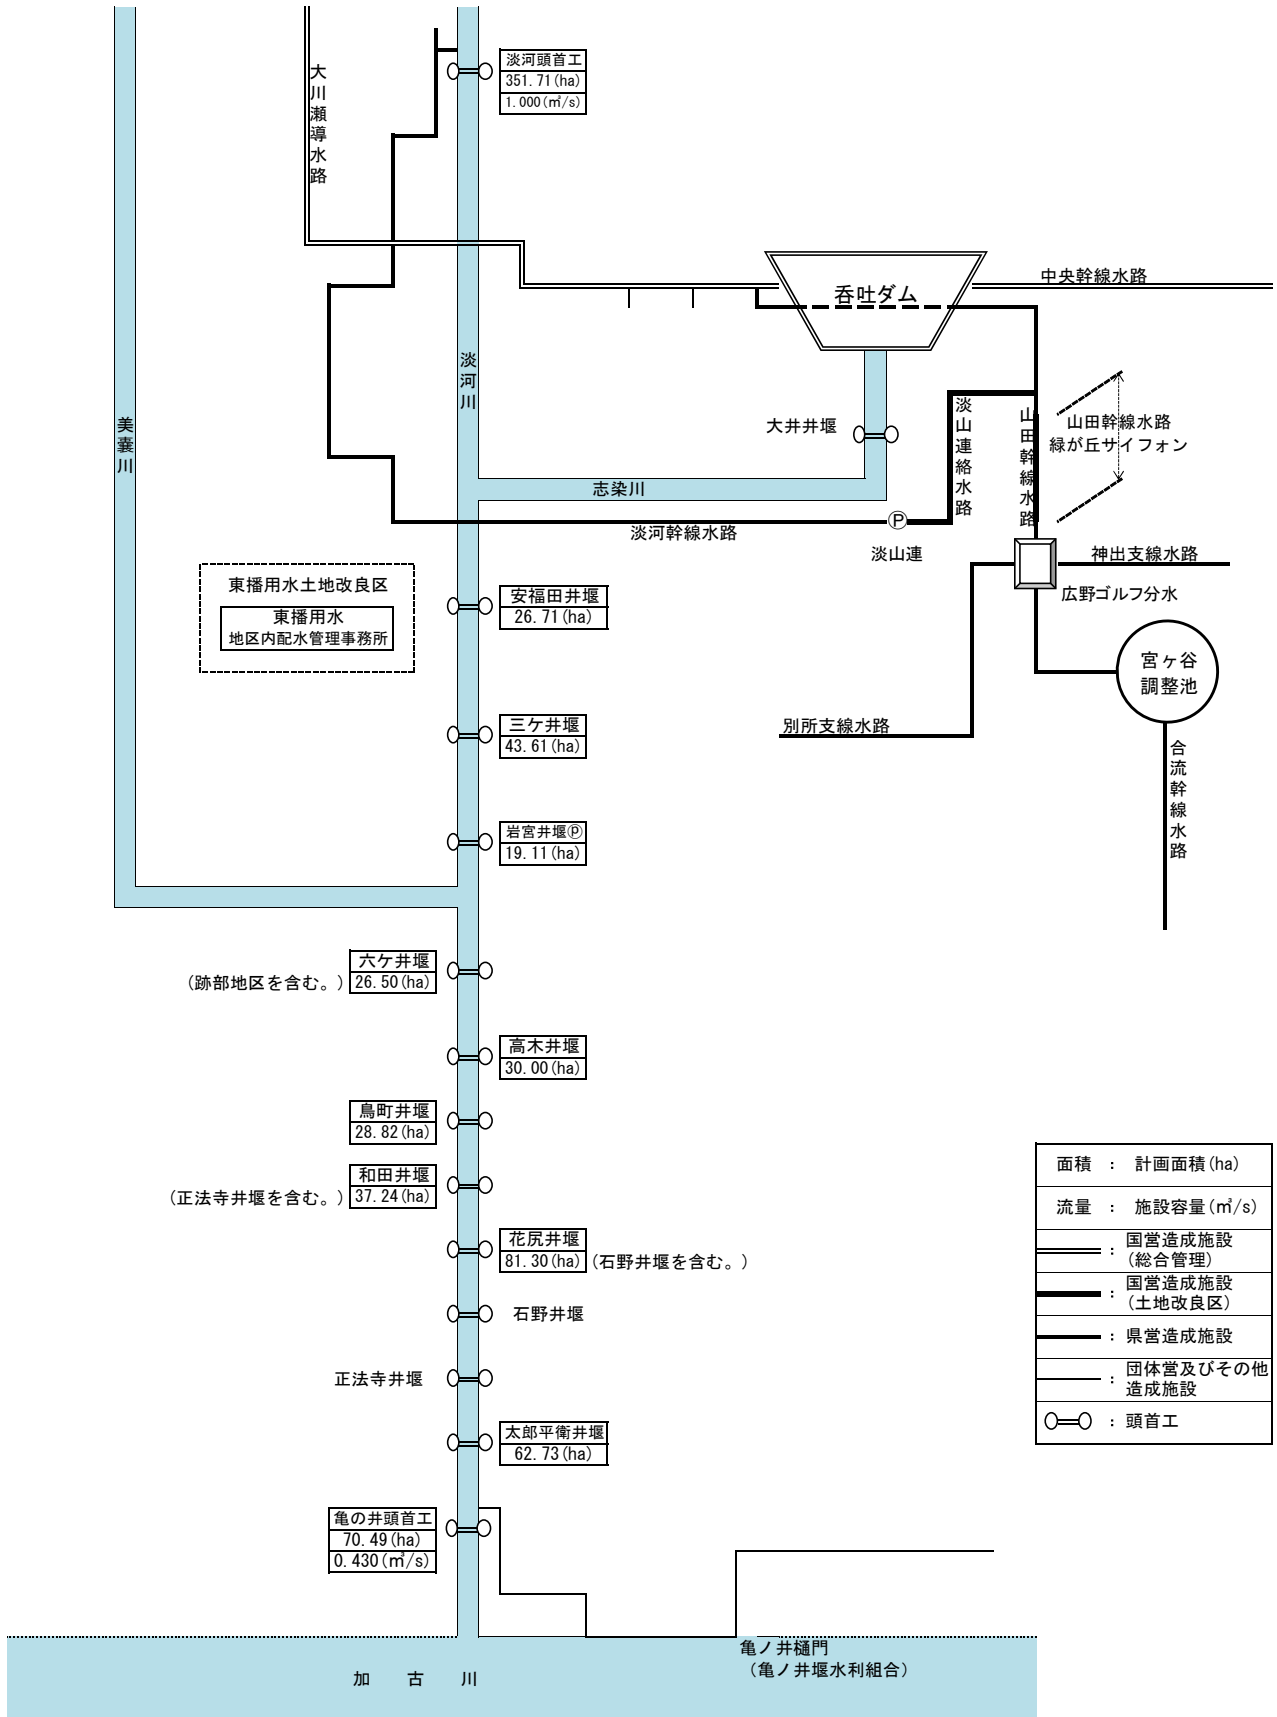 淡河頭首工
351.71(ha)
1.000(㎥/s)
大川瀬導水路
中央幹線水路
呑吐ダム
淡河川
美嚢川
大井井堰
淡山連絡水路
山田幹線水路
山田幹線水路
緑が丘サイフォン
志染川
淡河幹線水路
Ⓟ
淡山連
神出支線水路
広野ゴルフ分水
東播用水土地改良区
東播用水
地区内配水管理事務所
安福田井堰
26.71(ha)
宮ヶ谷
調整池
三ケ井堰
43.61(ha)
別所支線水路
合流幹線水路
岩宮井堰Ⓟ
19.11(ha)
六ケ井堰
26.50(ha)
(跡部地区を含む。)
高木井堰
30.00(ha)
鳥町井堰
28.82(ha)
和田井堰
37.24(ha)
(正法寺井堰を含む。)
花尻井堰
81.30(ha)
(石野井堰を含む。)
石野井堰
正法寺井堰
太郎平衛井堰
62.73(ha)
亀の井頭首工
70.49(ha)
0.430(㎥/s)
亀ノ井樋門
(亀ノ井堰水利組合)
加 古 川
面積 : 計画面積(ha)
流量 : 施設容量(㎥/s)
: 国営造成施設
(総合管理)
: 国営造成施設
(土地改良区)
: 県営造成施設
: 団体営及びその他
造成施設
: 頭首工